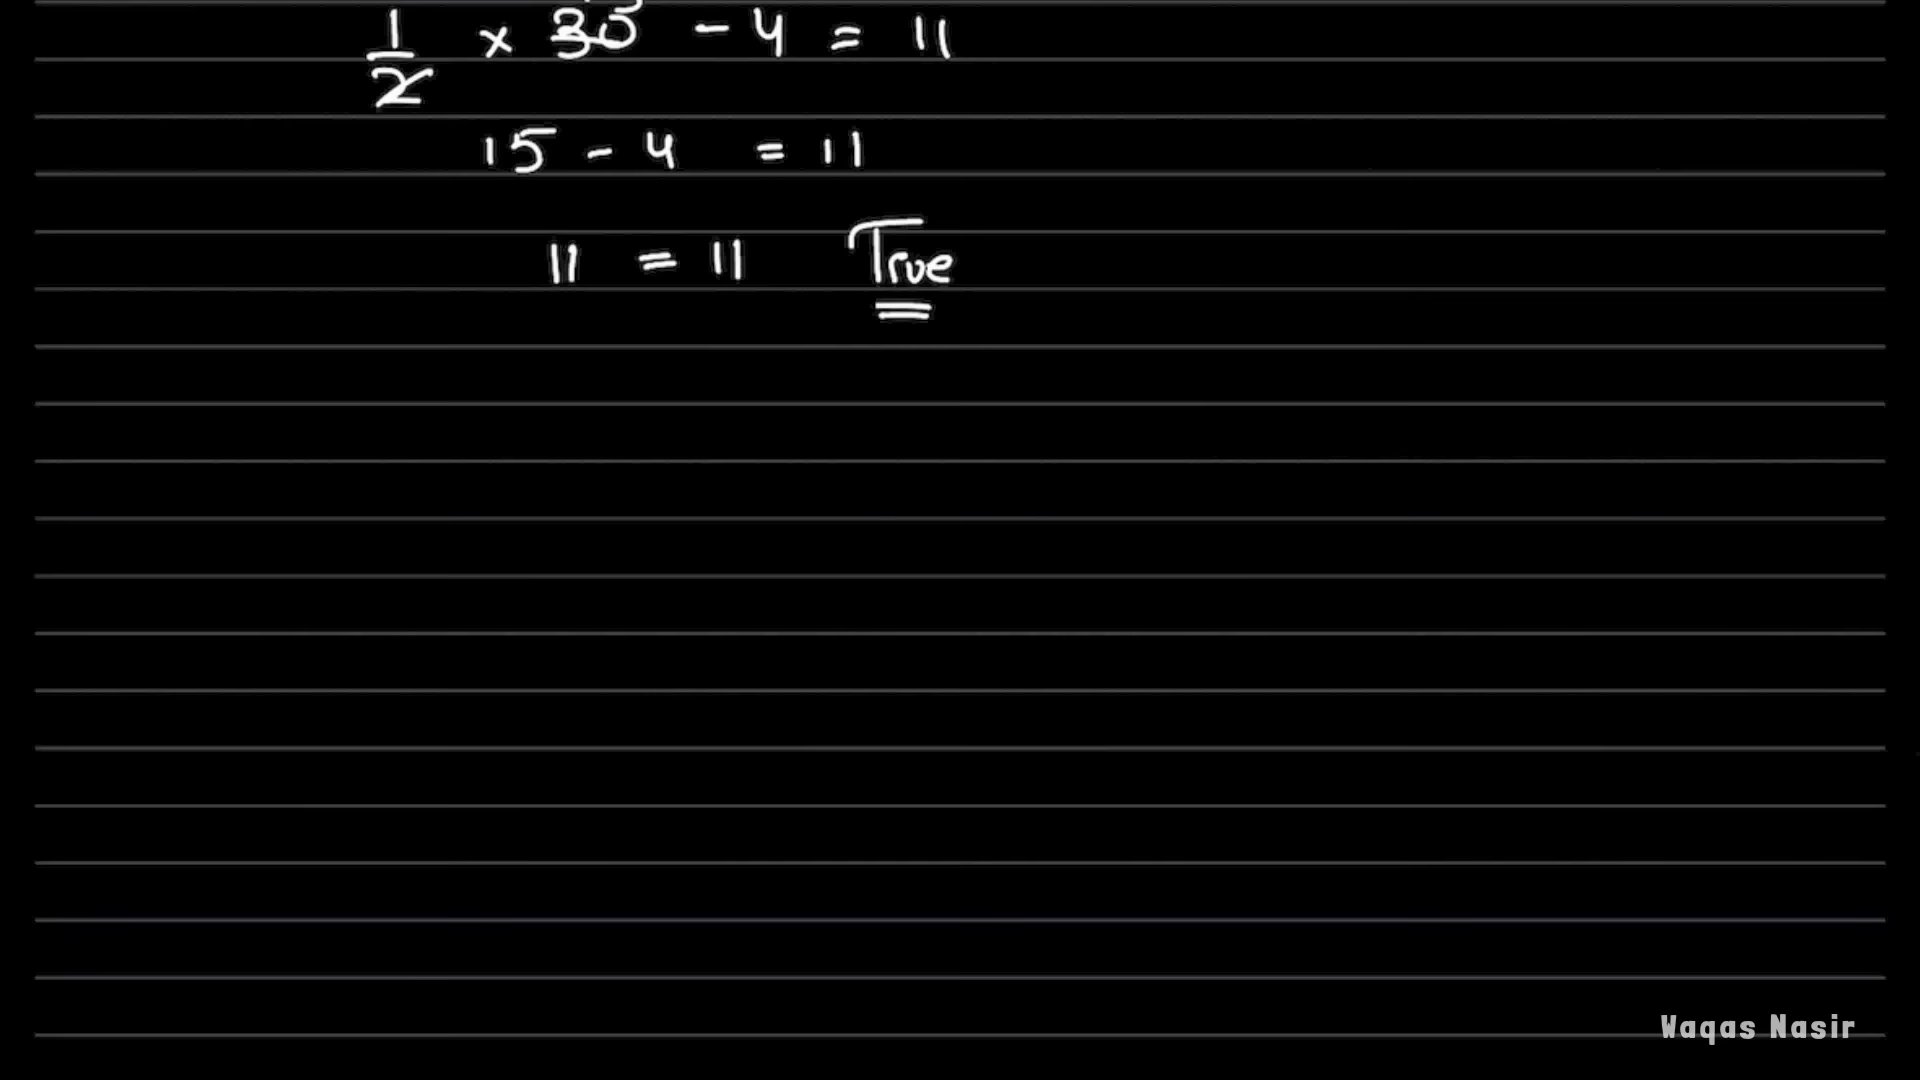 1/2 × 30 - 4 = 11
15 - 4 = 11
11 = 11 True
Waqas Nasir